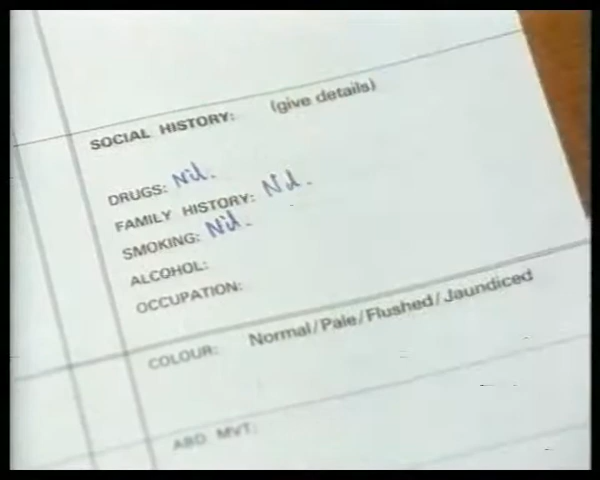 SOCIAL HISTORY: (give details)
DRUGS: Nil.
FAMILY HISTORY: Nil.
SMOKING: Nil.
ALCOHOL:
OCCUPATION:
COLOUR: Normal/Pale/Flushed/Jaundiced
ABD MVT: